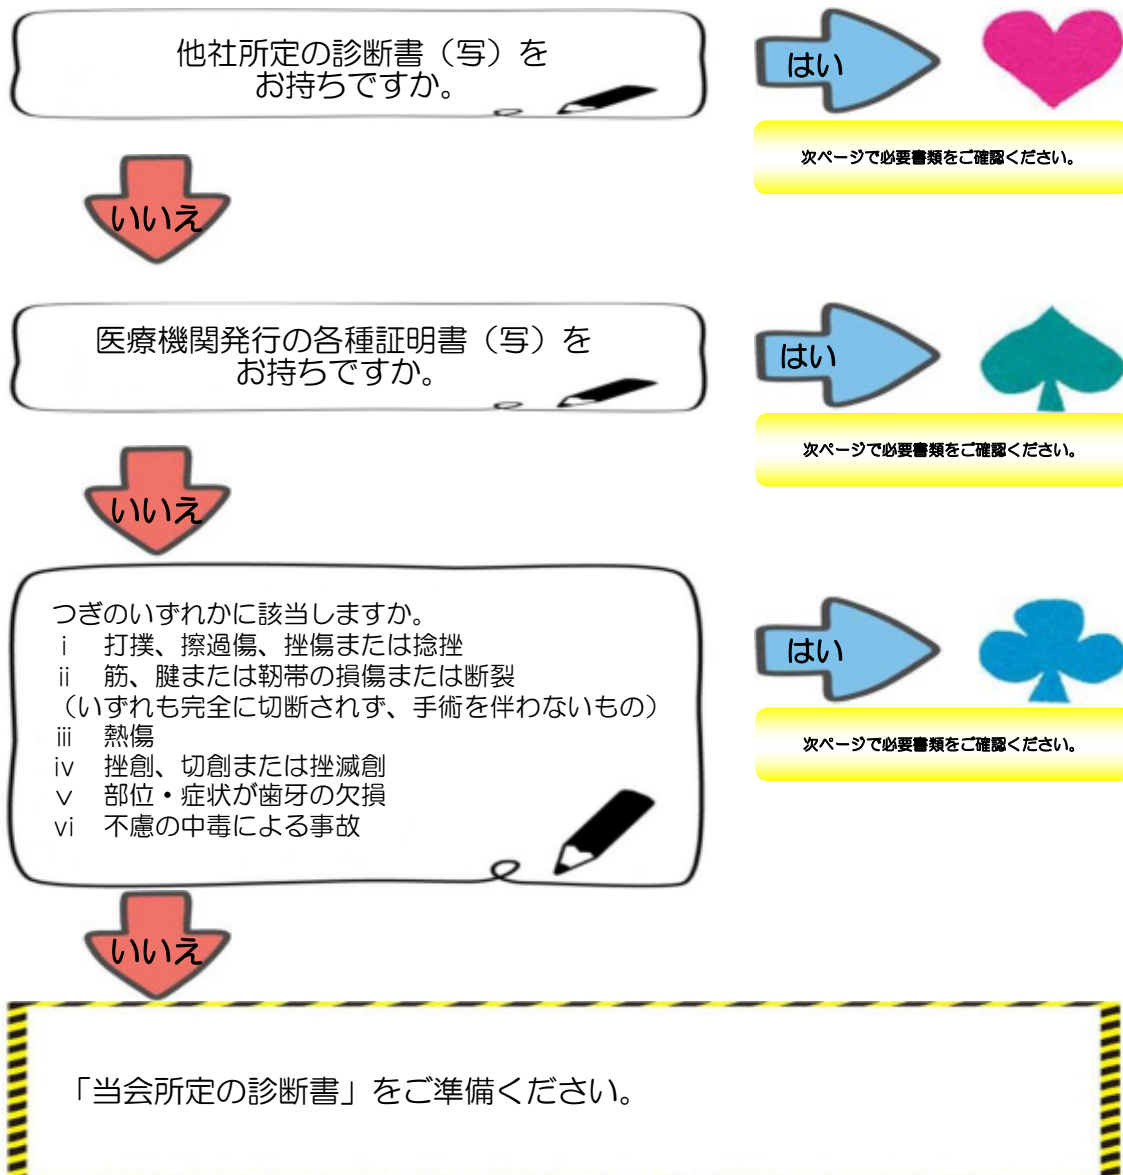 他社所定の診断書（写）を
お持ちですか。
はい
次ページで必要書類をご確認ください。
いいえ
医療機関発行の各種証明書（写）を
お持ちですか。
はい
次ページで必要書類をご確認ください。
いいえ
つぎのいずれかに該当しますか。
ⅰ　打撲、擦過傷、挫傷または捻挫
ⅱ　筋、腱または靭帯の損傷または断裂
（いずれも完全に切断されず、手術を伴わないもの）
ⅲ　熱傷
ⅳ　挫創、切創または挫滅創
ⅴ　部位・症状が歯牙の欠損
ⅵ　不慮の中毒による事故
はい
次ページで必要書類をご確認ください。
いいえ
「当会所定の診断書」をご準備ください。